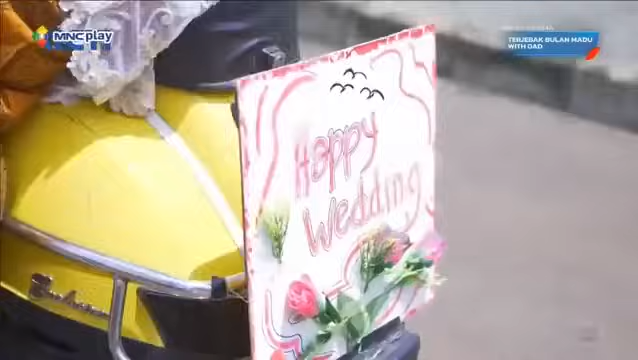 MNCplay
TERJEBAK BULAN MADU
WITH DAD
Happy
Wedding